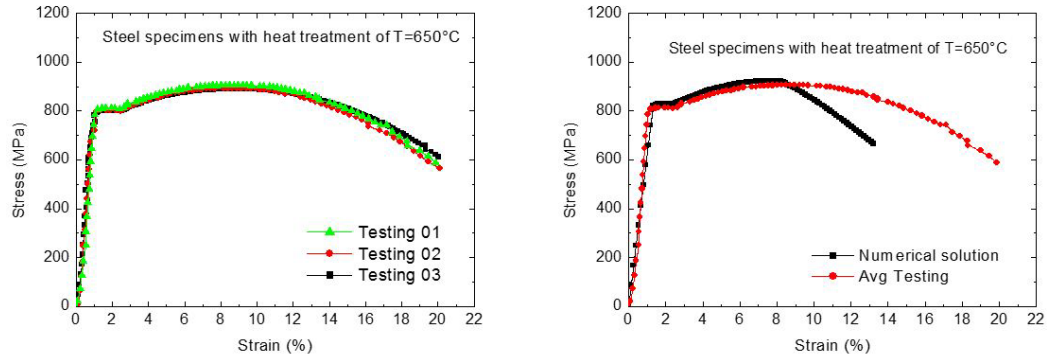 1200
1000
800
600
400
200
0
Stress (MPa)
Steel specimens with heat treatment of T=650°C
Testing 01
Testing 02
Testing 03
0 2 4 6 8 10 12 14 16 18 20 22
Strain (%)
1200
1000
800
600
400
200
0
Stress (MPa)
Steel specimens with heat treatment of T=650°C
Numerical solution
Avg Testing
0 2 4 6 8 10 12 14 16 18 20 22
Strain (%)